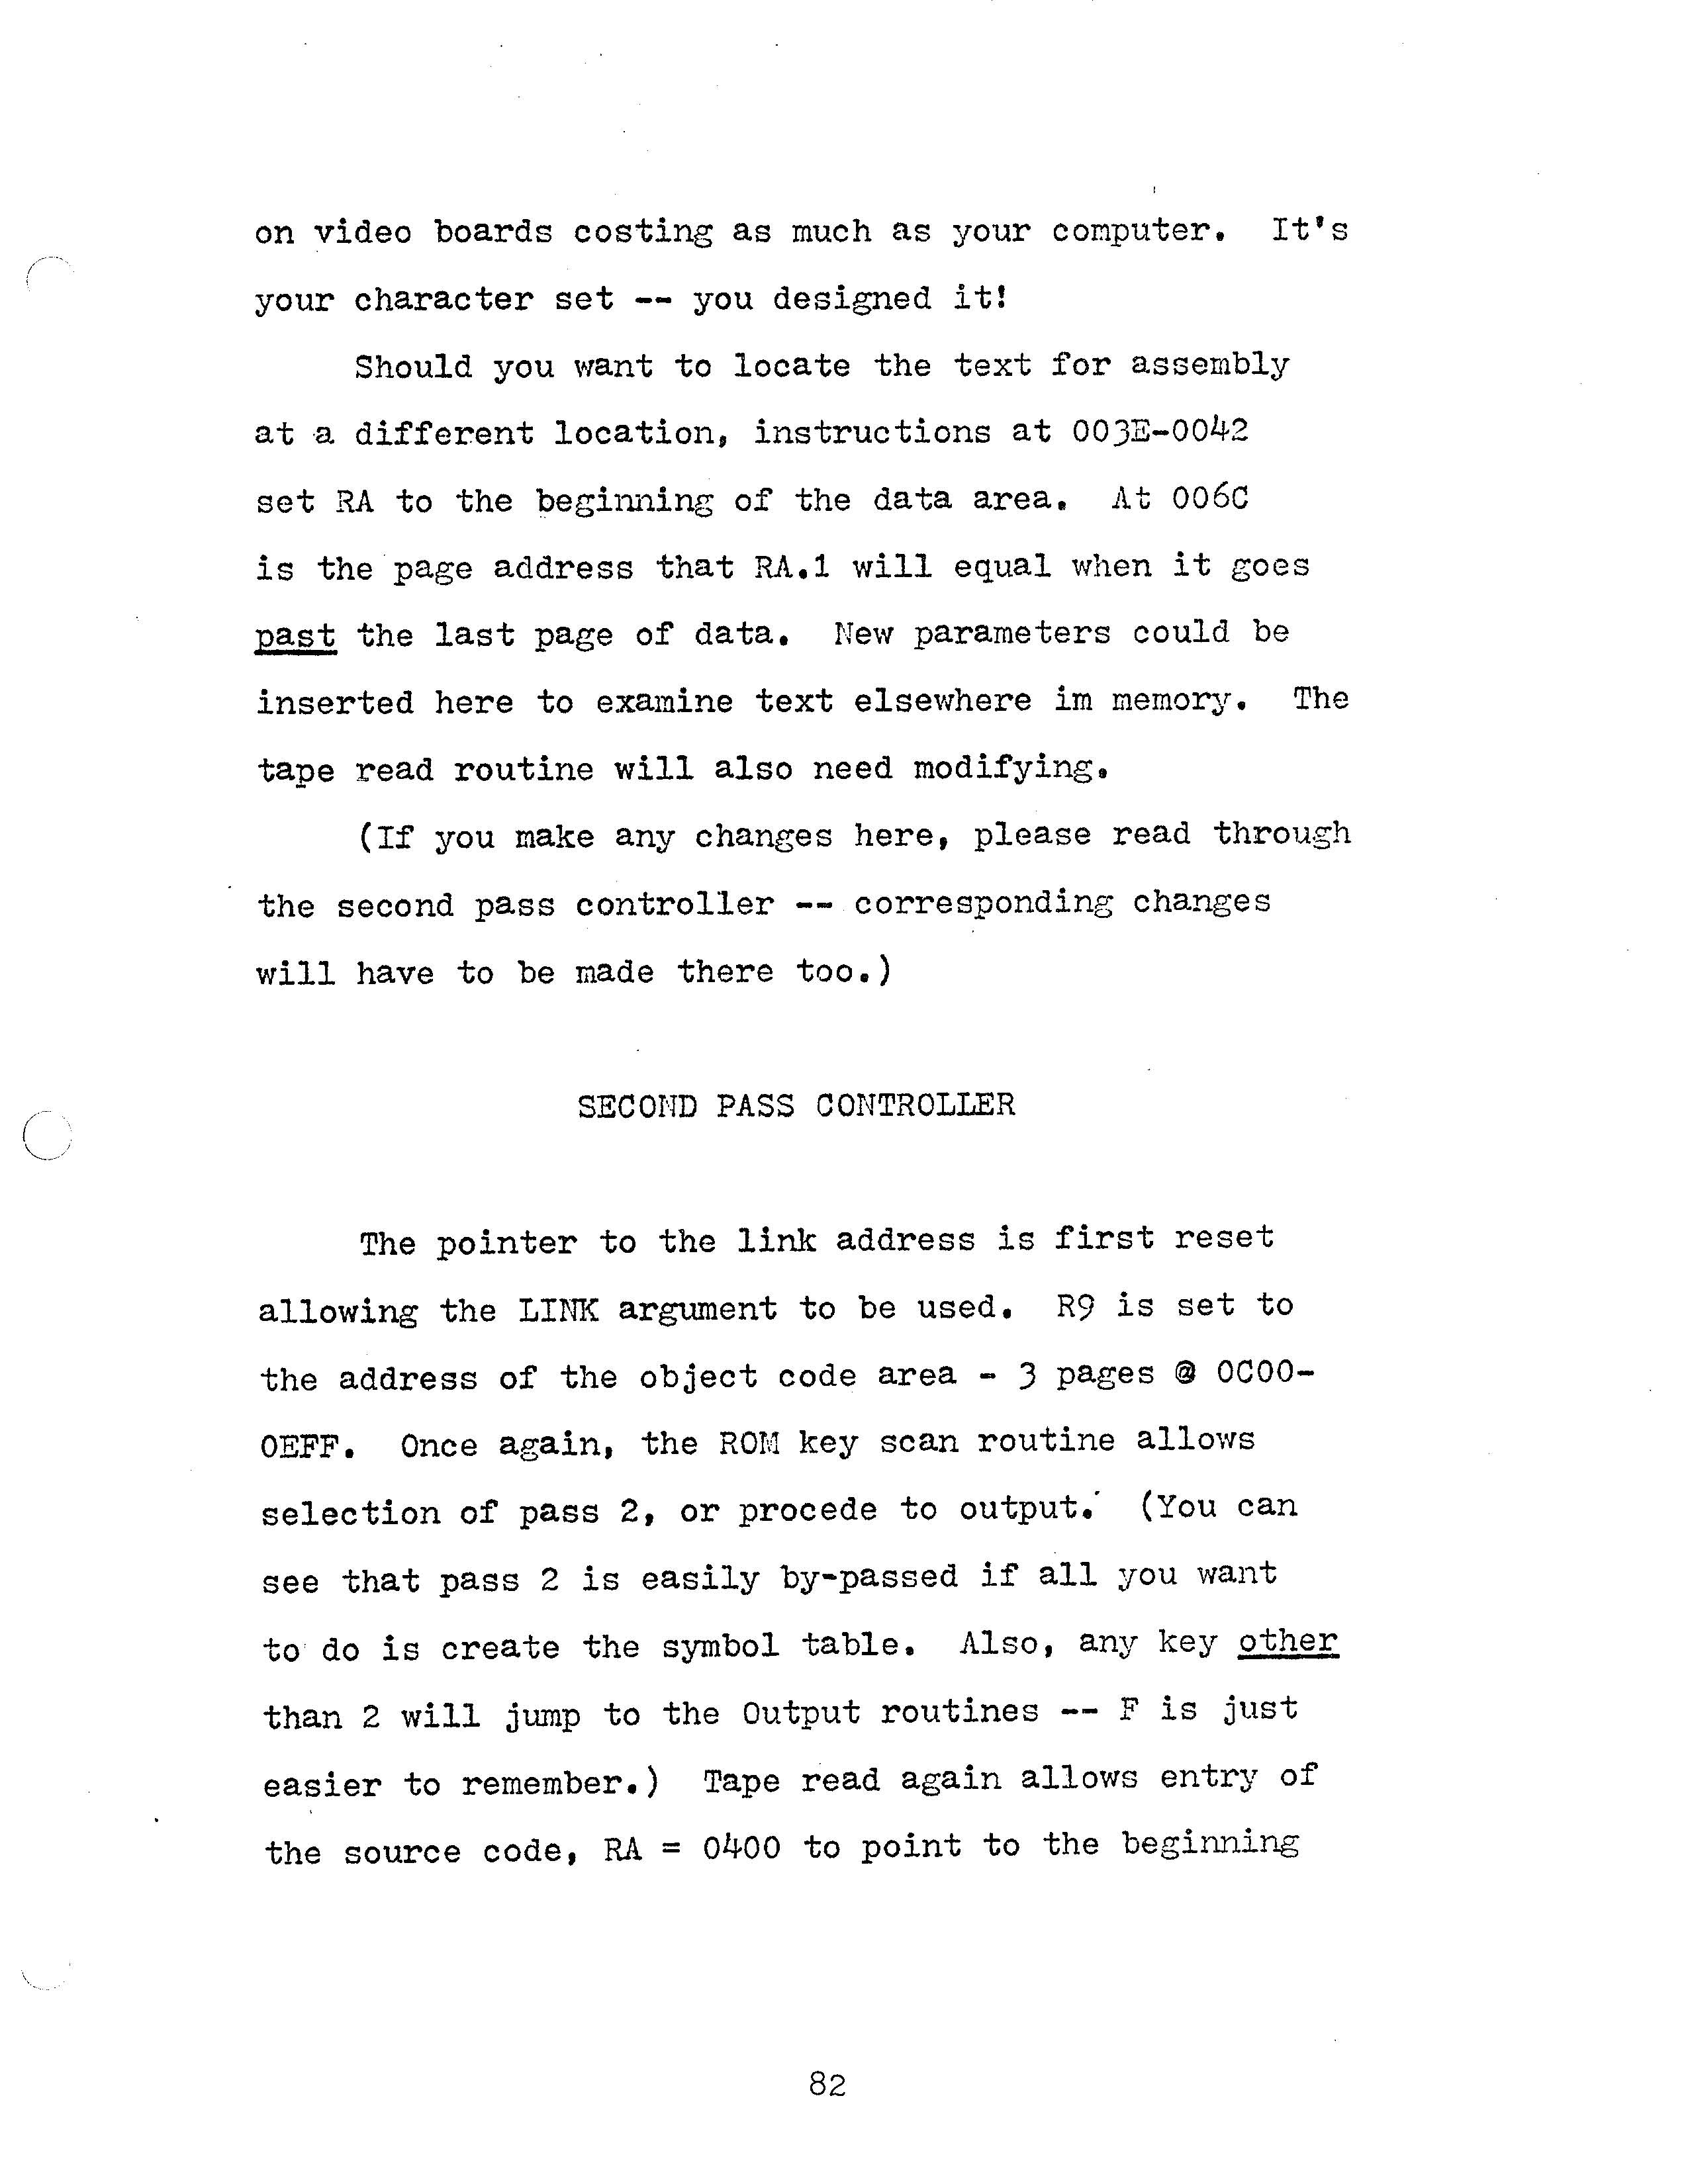 on video boards costing as much as your computer. It's
your character set -- you designed it!
Should you want to locate the text for assembly
at a different location, instructions at 003E-0042
set RA to the beginning of the data area. At 006C
is the page address that RA.1 will equal when it goes
past the last page of data. New parameters could be
inserted here to examine text elsewhere im memory. The
tape read routine will also need modifying.
(If you make any changes here, please read through
the second pass controller -- corresponding changes
will have to be made there too.)
SECOND PASS CONTROLLER
The pointer to the link address is first reset
allowing the LINK argument to be used. R9 is set to
the address of the object code area - 3 pages @ 0C00-
0EFF. Once again, the ROM key scan routine allows
selection of pass 2, or procede to output. (You can
see that pass 2 is easily by-passed if all you want
to do is create the symbol table. Also, any key other
than 2 will jump to the Output routines -- F is just
easier to remember.) Tape read again allows entry of
the source code, RA = 0400 to point to the beginning
82